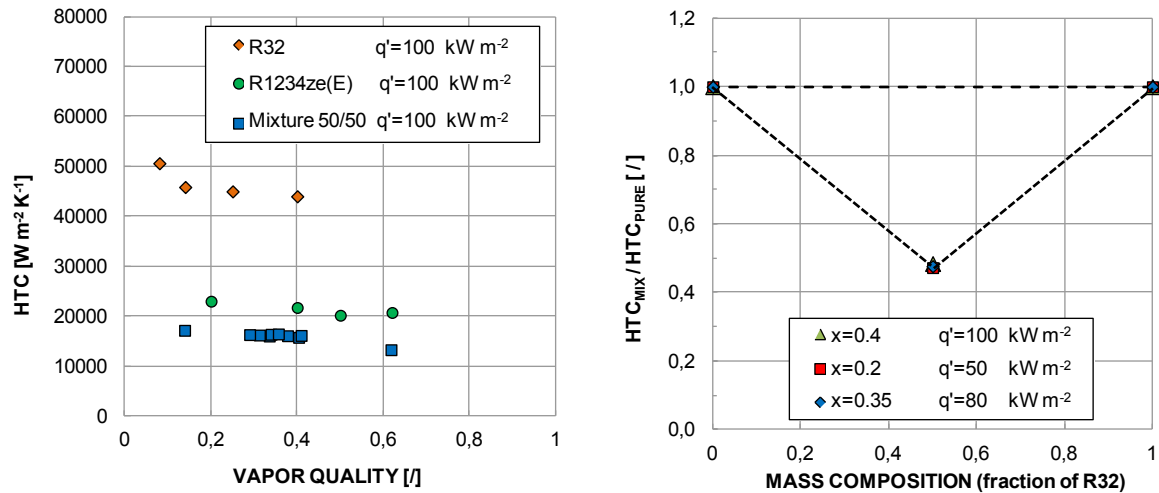 80000
70000
60000
50000
40000
30000
20000
10000
0
HTC [W m-2 K-1]
R32 q'=100 kW m-2
R1234ze(E) q'=100 kW m-2
Mixture 50/50 q'=100 kW m-2
0 0,2 0,4 0,6 0,8 1
VAPOR QUALITY [/]
1,2
1,0
0,8
0,6
0,4
0,2
0,0
HTCMIX / HTCPURE [ / ]
x=0.4 q'=100 kW m-2
x=0.2 q'=50 kW m-2
x=0.35 q'=80 kW m-2
0 0,2 0,4 0,6 0,8 1
MASS COMPOSITION (fraction of R32)